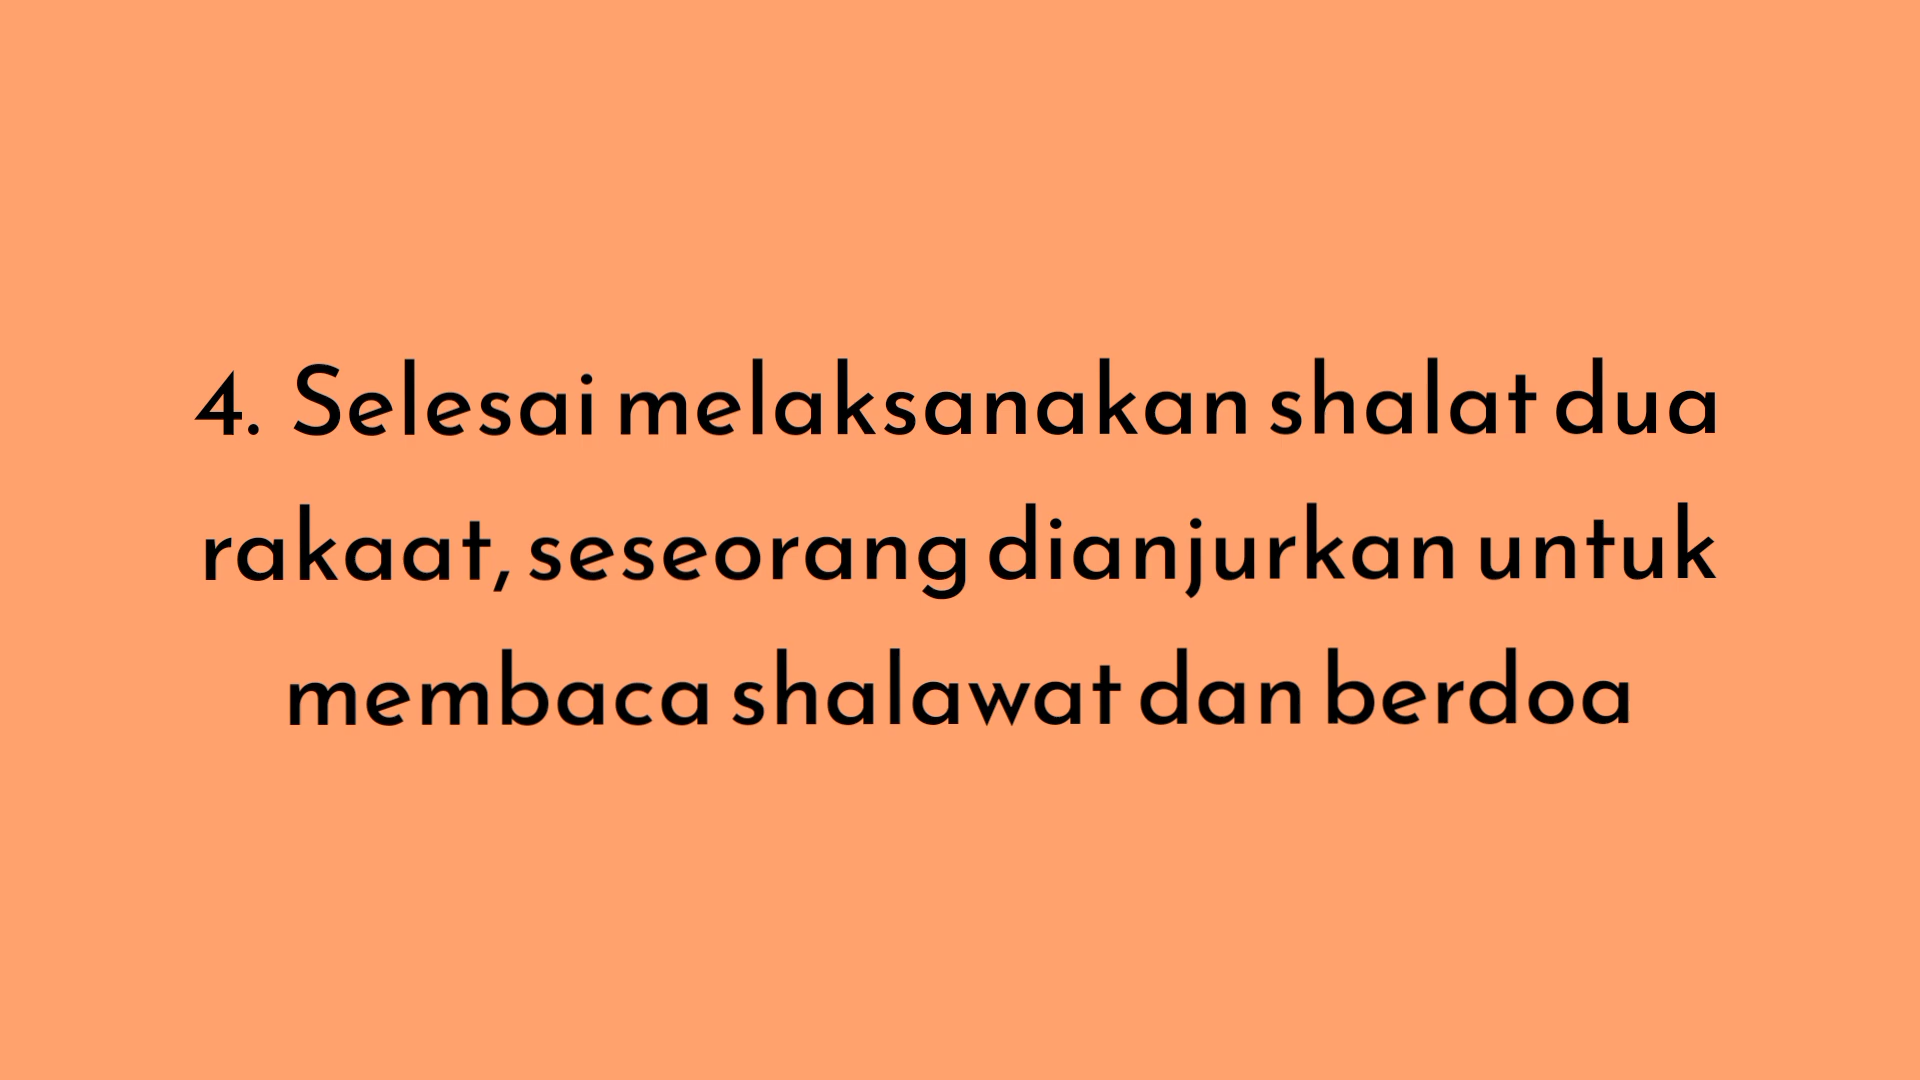 4. Selesai melaksanakan shalat dua
rakaat, seseorang dianjurkan untuk
membaca shalawat dan berdoa